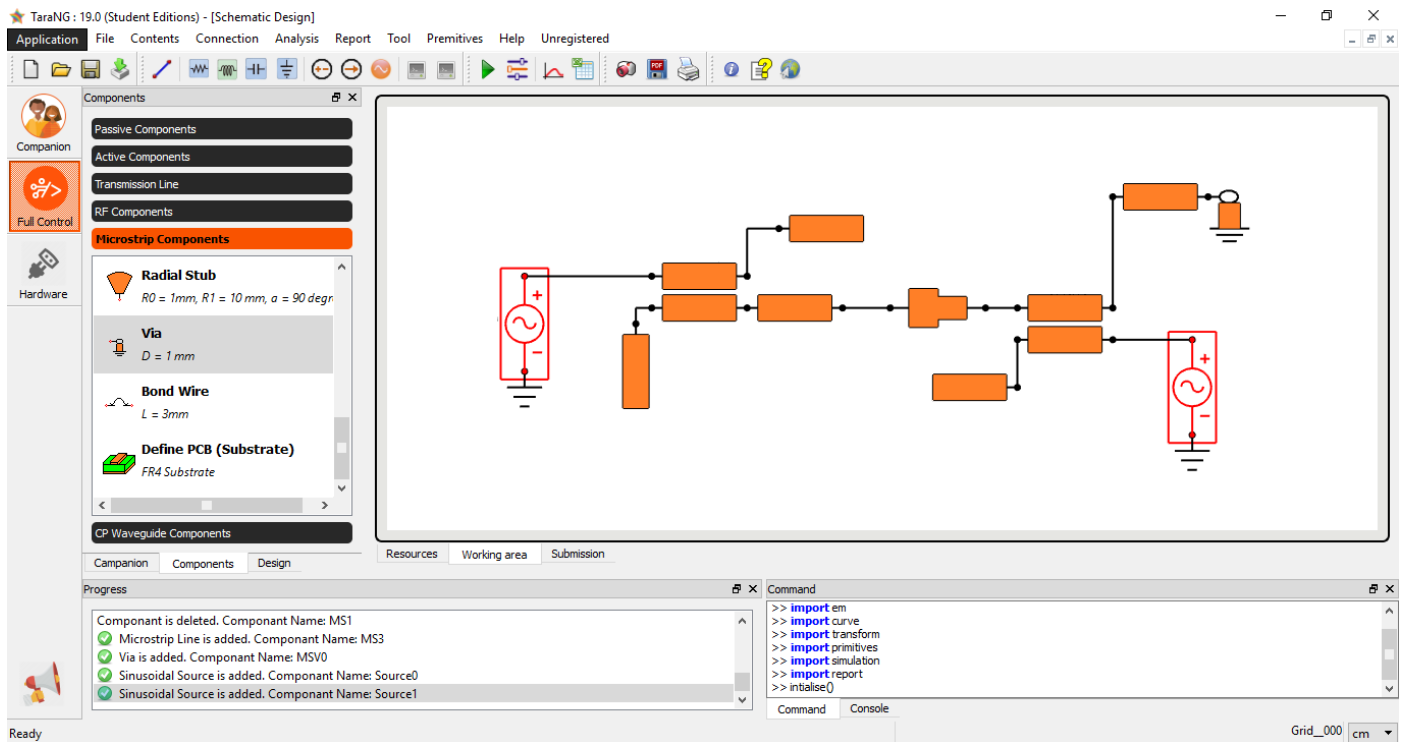 TaraNG : 19.0 (Student Editions) - [Schematic Design]
Application File Contents Connection Analysis Report Tool Premitives Help Unregistered
PDF
Components
Companion
Full Control
Hardware
Passive Components
Active Components
Transmission Line
RF Components
Microstrip Components
Radial Stub
R0 = 1mm, R1 = 10 mm, a = 90 degr
Via
D = 1 mm
Bond Wire
L = 3mm
Define PCB (Substrate)
FR4 Substrate
CP Waveguide Components
Campanion Components Design
Resources Working area Submission
Progress
Componant is deleted. Componant Name: MS1
Microstrip Line is added. Componant Name: MS3
Via is added. Componant Name: MSV0
Sinusoidal Source is added. Componant Name: Source0
Sinusoidal Source is added. Componant Name: Source1
Command
>> import em
>> import curve
>> import transform
>> import primitives
>> import simulation
>> import report
>> intialise()
Command Console
Ready
Grid__000 cm